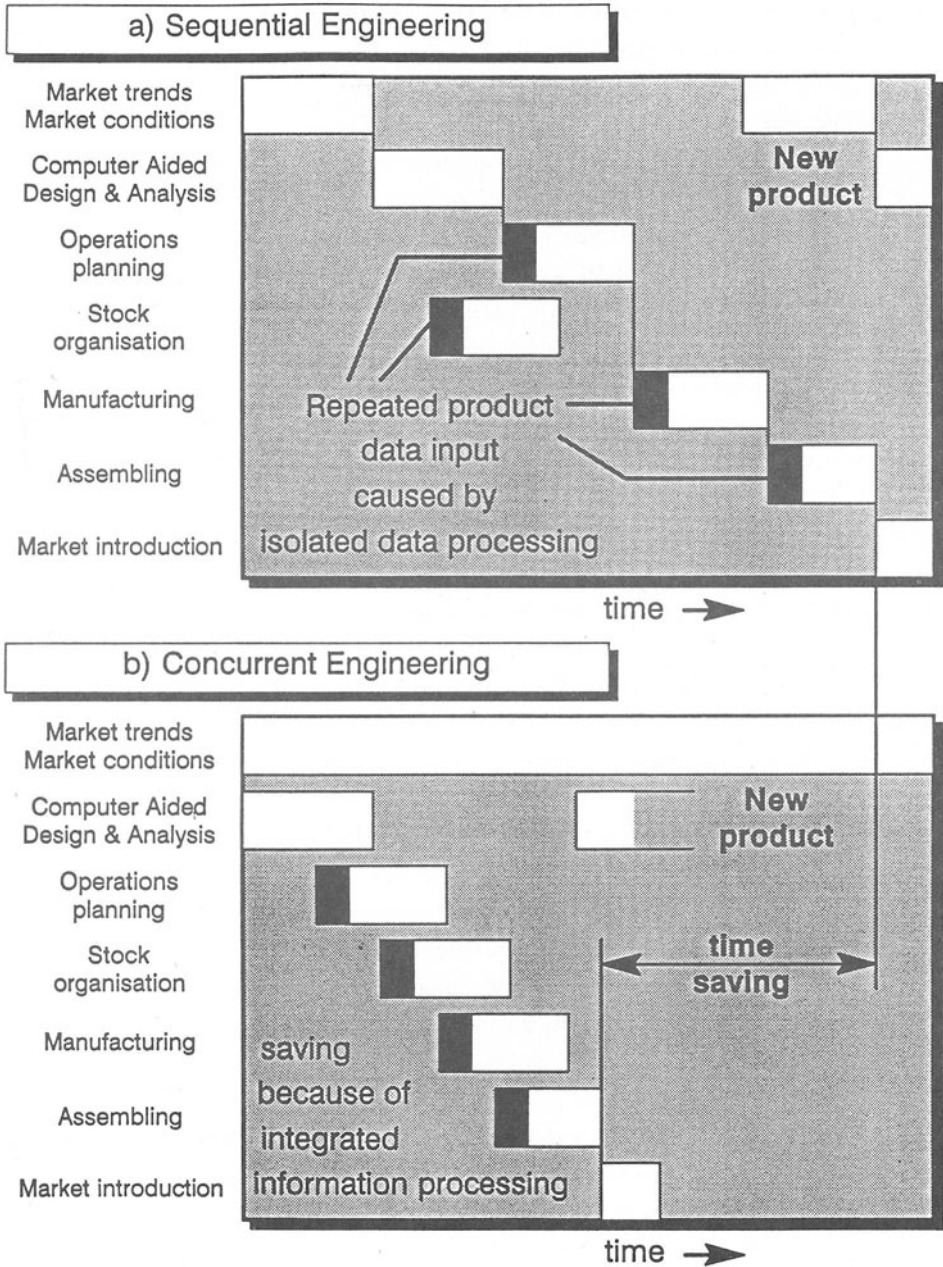 a) Sequential Engineering
Market trends
Market conditions
Computer Aided
Design & Analysis
Operations
planning
Stock
organisation
Manufacturing
Assembling
Market introduction
New
product
Repeated product
data input
caused by
isolated data processing
time
b) Concurrent Engineering
Market trends
Market conditions
Computer Aided
Design & Analysis
Operations
planning
Stock
organisation
Manufacturing
Assembling
Market introduction
New
product
time
saving
saving
because of
integrated
information processing
time